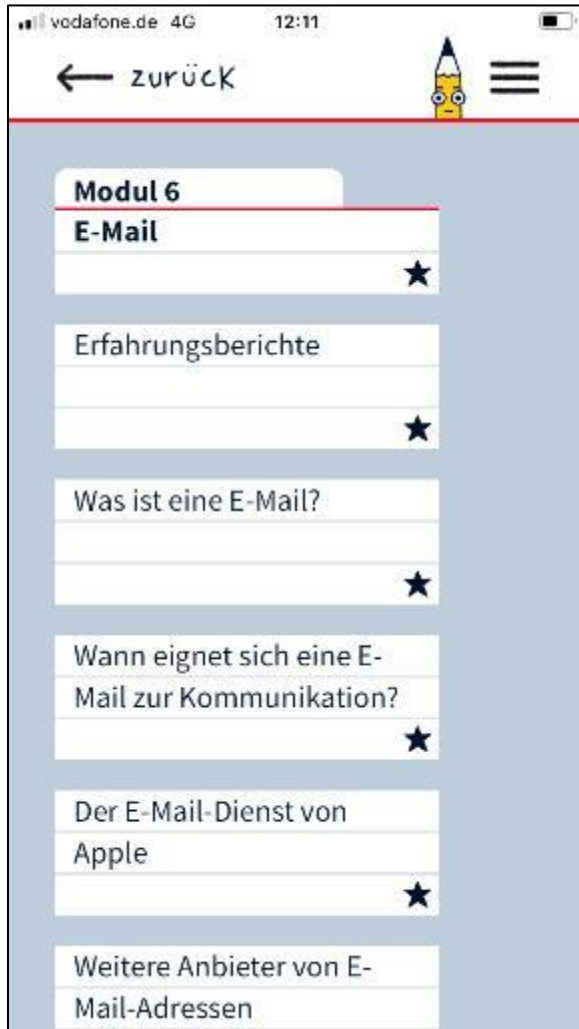 vodafone.de 4G 12:11
zurück
Modul 6
E-Mail
Erfahrungsberichte
Was ist eine E-Mail?
Wann eignet sich eine E-
Mail zur Kommunikation?
Der E-Mail-Dienst von
Apple
Weitere Anbieter von E-
Mail-Adressen